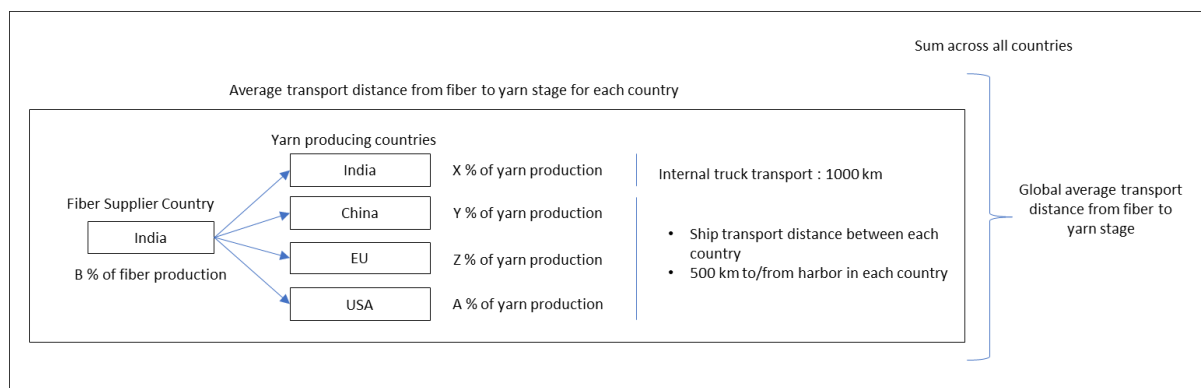 Sum across all countries
Average transport distance from fiber to yarn stage for each country
Yarn producing countries
India
X % of yarn production
Internal truck transport : 1000 km
Fiber Supplier Country
India
B % of fiber production
China
Y % of yarn production
EU
Z % of yarn production
USA
A % of yarn production
• Ship transport distance between each
country
• 500 km to/from harbor in each country
Global average transport
distance from fiber to
yarn stage